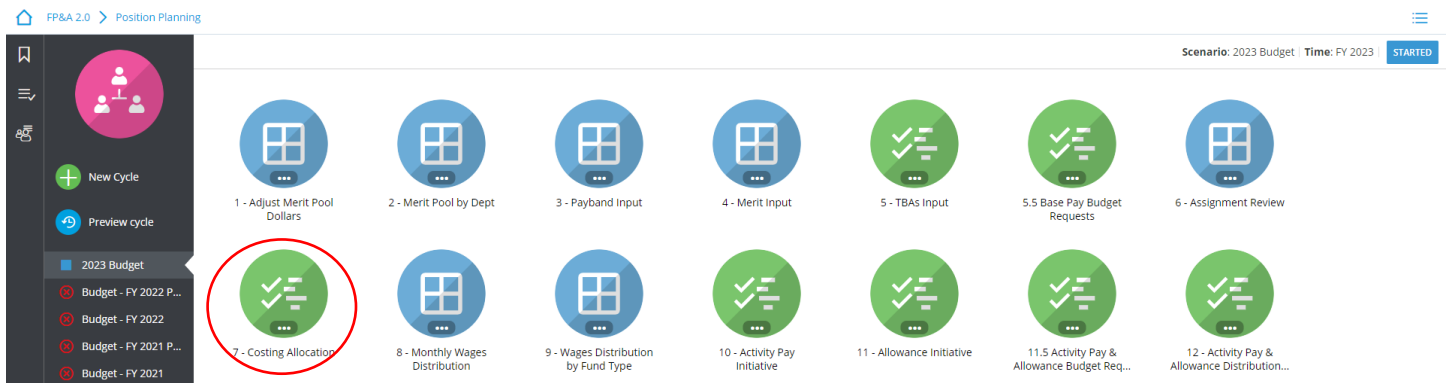 FP&A 2.0 > Position Planning
Scenario: 2023 Budget | Time: FY 2023 | STARTED
New Cycle
Preview cycle
2023 Budget
Budget - FY 2022 P...
Budget - FY 2022
Budget - FY 2021 P...
Budget - FY 2021
1 - Adjust Merit Pool
Dollars
2 - Merit Pool by Dept
3 - Payband Input
4 - Merit Input
5 - TBAs Input
5.5 Base Pay Budget
Requests
6 - Assignment Review
7 - Costing Allocation
8 - Monthly Wages
Distribution
9 - Wages Distribution
by Fund Type
10 - Activity Pay
Initiative
11 - Allowance Initiative
11.5 Activity Pay &
Allowance Budget Req...
12 - Activity Pay &
Allowance Distribution...